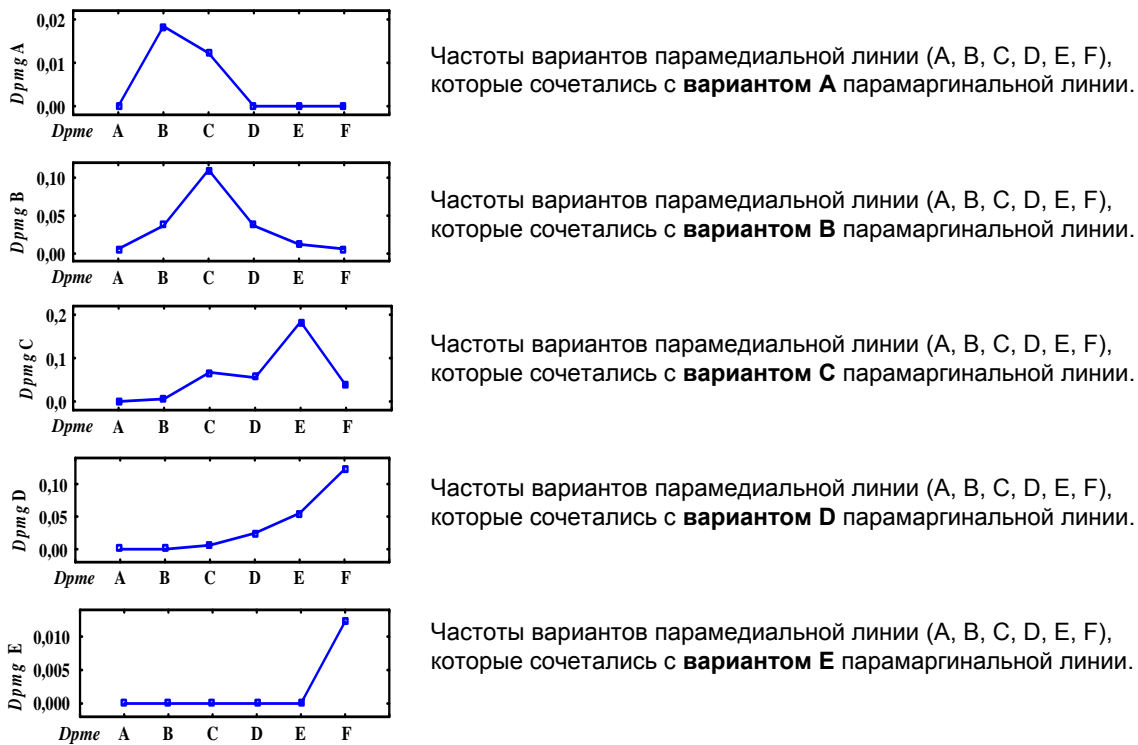 0,02
0,01
0,00
Dpmg A
Dpme A B C D E F
Частоты вариантов парамедиальной линии (A, B, C, D, E, F),
которые сочетались с вариантом A парамаргинальной линии.
0,10
0,05
0,00
Dpmg B
Dpme A B C D E F
Частоты вариантов парамедиальной линии (A, B, C, D, E, F),
которые сочетались с вариантом B парамаргинальной линии.
0,2
0,1
0,0
Dpmg C
Dpme A B C D E F
Частоты вариантов парамедиальной линии (A, B, C, D, E, F),
которые сочетались с вариантом C парамаргинальной линии.
0,10
0,05
0,00
Dpmg D
Dpme A B C D E F
Частоты вариантов парамедиальной линии (A, B, C, D, E, F),
которые сочетались с вариантом D парамаргинальной линии.
0,010
0,005
0,000
Dpmg E
Dpme A B C D E F
Частоты вариантов парамедиальной линии (A, B, C, D, E, F),
которые сочетались с вариантом E парамаргинальной линии.